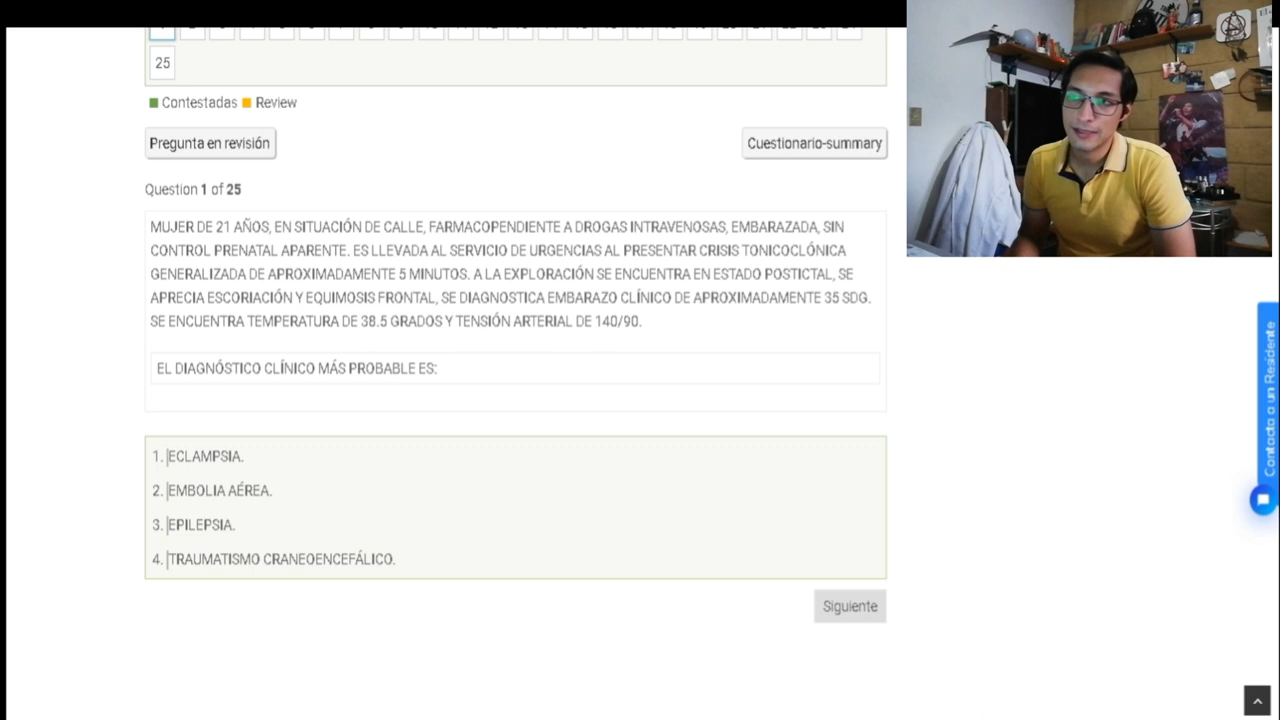 25
Contestadas Review
Pregunta en revisión
Cuestionario-summary
Question 1 of 25
MUJER DE 21 AÑOS, EN SITUACIÓN DE CALLE, FARMACOPENDIENTE A DROGAS INTRAVENOSAS, EMBARAZADA, SIN
CONTROL PRENATAL APARENTE. ES LLEVADA AL SERVICIO DE URGENCIAS AL PRESENTAR CRISIS TONICOCLÓNICA
GENERALIZADA DE APROXIMADAMENTE 5 MINUTOS. A LA EXPLORACIÓN SE ENCUENTRA EN ESTADO POSTICTAL, SE
APRECIA ESCORIACIÓN Y EQUIMOSIS FRONTAL, SE DIAGNOSTICA EMBARAZO CLÍNICO DE APROXIMADAMENTE 35 SDG.
SE ENCUENTRA TEMPERATURA DE 38.5 GRADOS Y TENSIÓN ARTERIAL DE 140/90.
EL DIAGNÓSTICO CLÍNICO MÁS PROBABLE ES:
1. ECLAMPSIA.
2. EMBOLIA AÉREA.
3. EPILEPSIA.
4. TRAUMATISMO CRANEOENCEFÁLICO.
Siguiente
Contacta a un Residente